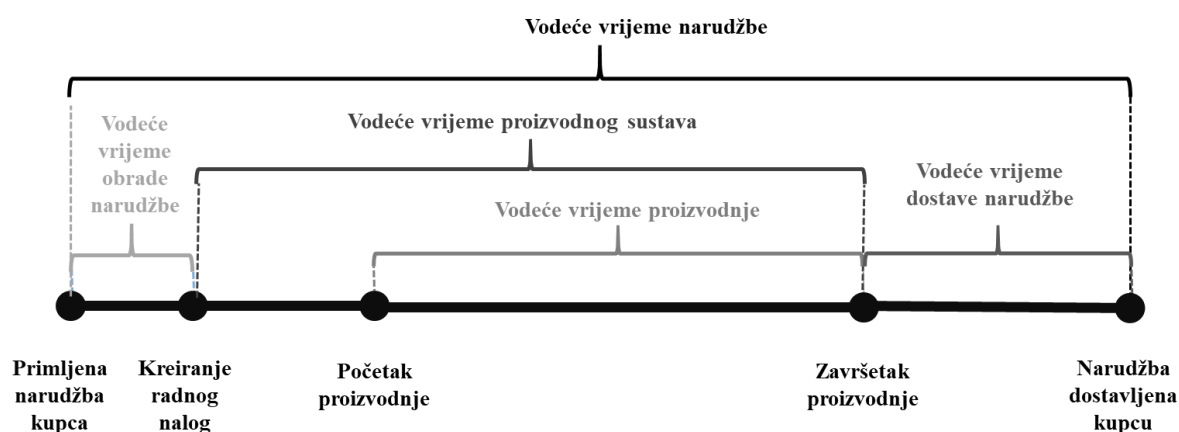 Vodeće vrijeme narudžbe
Vodeće
vrijeme
obrade
narudžbe
Vodeće vrijeme proizvodnog sustava
Vodeće vrijeme proizvodnje
Vodeće vrijeme
dostave narudžbe
Primljena
narudžba
kupca
Kreiranje
radnog
nalog
Početak
proizvodnje
Završetak
proizvodnje
Narudžba
dostavljena
kupcu